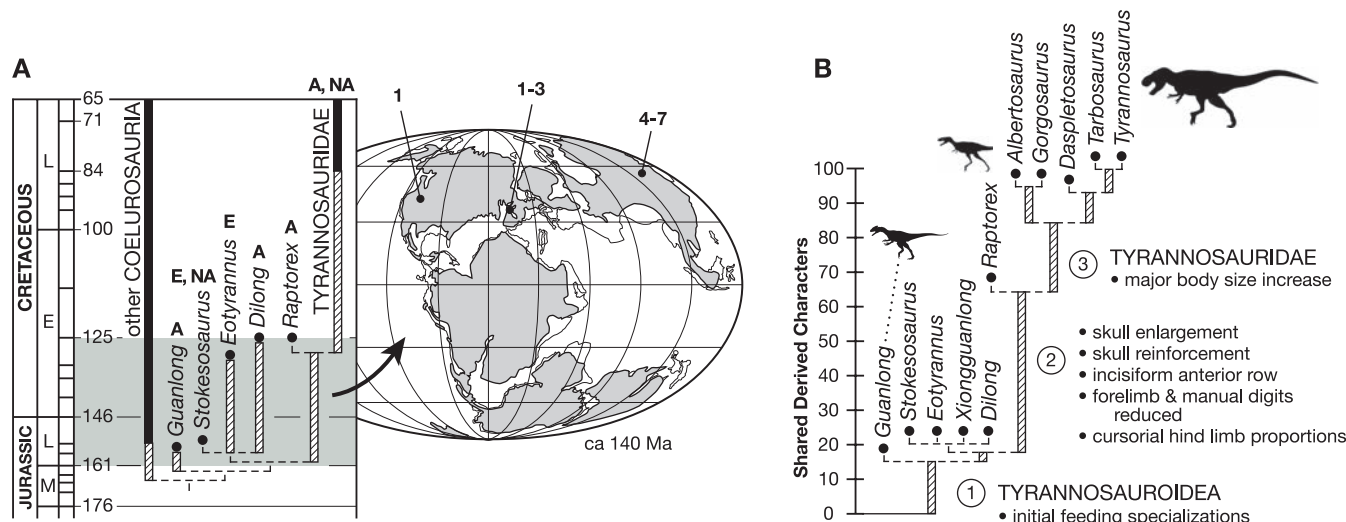 A
B
CRETACEOUS
JURASSIC
L
E
L
M
65
71
84
100
125
146
161
176
other COELUROSAURIA
A
Guanlong
E, NA
Stokesosaurus
E
Eotyrannus
A
Dilong
A
Raptorex
A, NA
TYRANNOSAURIDAE
1
1-3
4-7
ca 140 Ma
Shared Derived Characters
100
90
80
70
60
50
40
30
20
10
0
Guanlong
Stokesosaurus
Eotyrannus
Xiongguanlong
Dilong
Raptorex
Albertosaurus
Gorgosaurus
Daspletosaurus
Tarbosaurus
Tyrannosaurus
3 TYRANNOSAURIDAE
• major body size increase
2
• skull enlargement
• skull reinforcement
• incisiform anterior row
• forelimb & manual digits
reduced
• cursorial hind limb proportions
1 TYRANNOSAUROIDEA
• initial feeding specializations